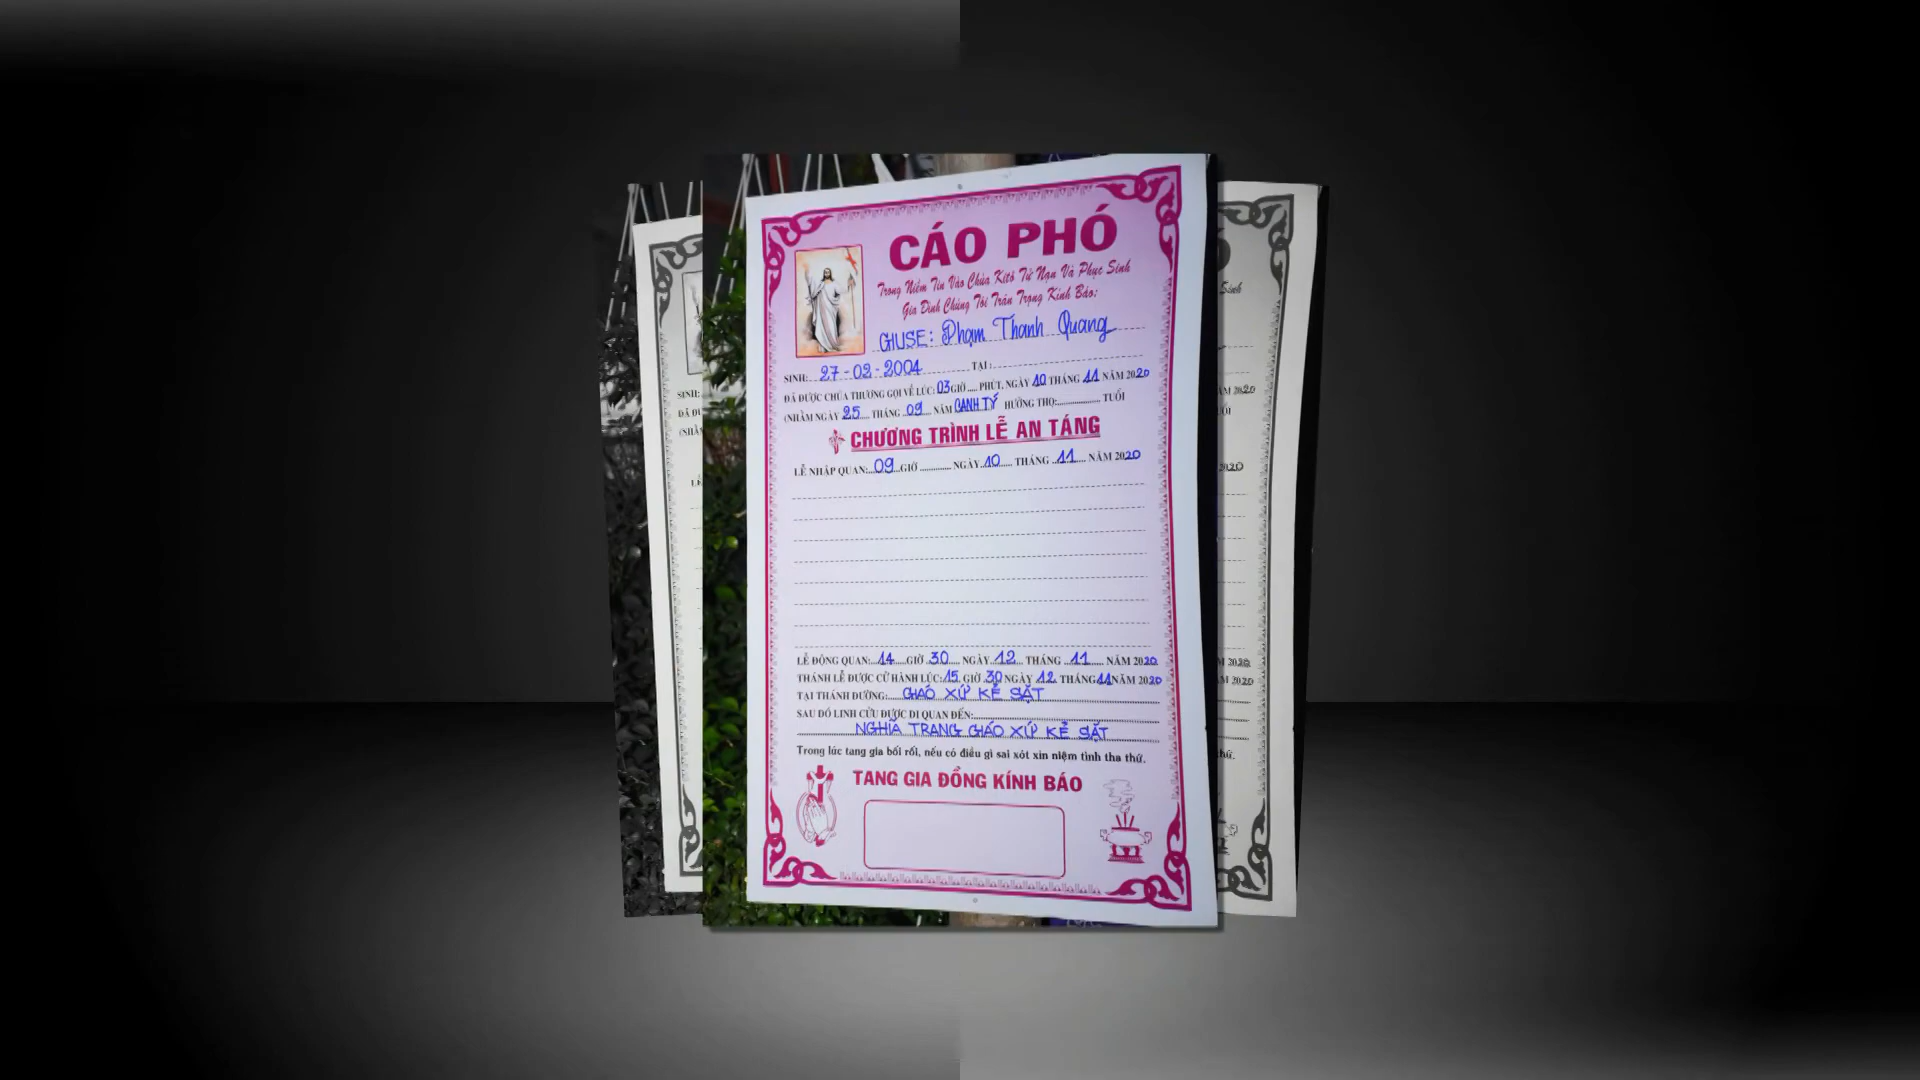 CÁO PHÓ
Trong Niềm Tin Vào Chúa Kitô Tử Nạn Và Phục Sinh
Gia Đình Chúng Tôi Trân Trọng Kính Báo:
GIUSE: Phạm Thanh Quang
SINH: 27-02-2004 TẠI:
ĐÃ ĐƯỢC CHÚA THƯƠNG GỌI VỀ LÚC: 03 GIỜ .... PHÚT, NGÀY 10 THÁNG 11 NĂM 2020
(NHẰM NGÀY 25 THÁNG 09 NĂM CANH TÝ HƯỞNG THỌ: TUỔI
CHƯƠNG TRÌNH LỄ AN TÁNG
LỄ NHẬP QUAN: 09 GIỜ NGÀY 10 THÁNG 11 NĂM 2020
LỄ ĐỘNG QUAN: 14 GIỜ 30 NGÀY 12 THÁNG 11 NĂM 2020
THÁNH LỄ ĐƯỢC CỬ HÀNH LÚC: 15 GIỜ 30 NGÀY 12 THÁNG 11 NĂM 2020
TẠI THÁNH ĐƯỜNG: GIÁO XỨ KẺ SẶT
SAU ĐÓ LINH CỮU ĐƯỢC DI QUAN ĐẾN:
NGHĨA TRANG GIÁO XỨ KẺ SẶT
Trong lúc tang gia bối rối, nếu có điều gì sai xót xin niệm tình tha thứ.
TANG GIA ĐỒNG KÍNH BÁO